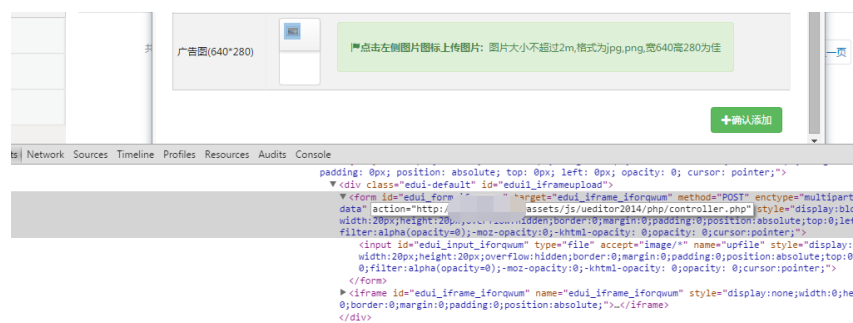 共
广告图(640*280)
点击左侧图片图标上传图片: 图片大小不超过2m,格式为jpg,png,宽640高280为佳
一页
+确认添加
ts Network Sources Timeline Profiles Resources Audits Console
padding: 0px; position: absolute; top: 0px; left: 0px; opacity: 0; cursor: pointer;">
▼<div class="edui-default" id="edui1_iframeupload">
▼<form id="edui_form_ target="edui_iframe_iforqwum" method="POST" enctype="multipart
data" action="http:/ assets/js/ueditor2014/php/controller.php" style="display:blo
width:20px;height:20px;overflow:hidden;border:0;margin:0;padding:0;position:absolute;top:0;lef
filter:alpha(opacity=0);-moz-opacity:0;-khtml-opacity: 0; opacity: 0;cursor:pointer;">
<input id="edui_input_iforqwum" type="file" accept="image/*" name="upfile" style="display:
width:20px;height:20px;overflow:hidden;border:0;margin:0;padding:0;position:absolute;top:0
0;filter:alpha(opacity=0);-moz-opacity:0;-khtml-opacity: 0; opacity: 0;cursor:pointer;">
</form>
▶<iframe id="edui_iframe_iforqwum" name="edui_iframe_iforqwum" style="display:none;width:0;he
0;border:0;margin:0;padding:0;position:absolute;">…</iframe>
</div>